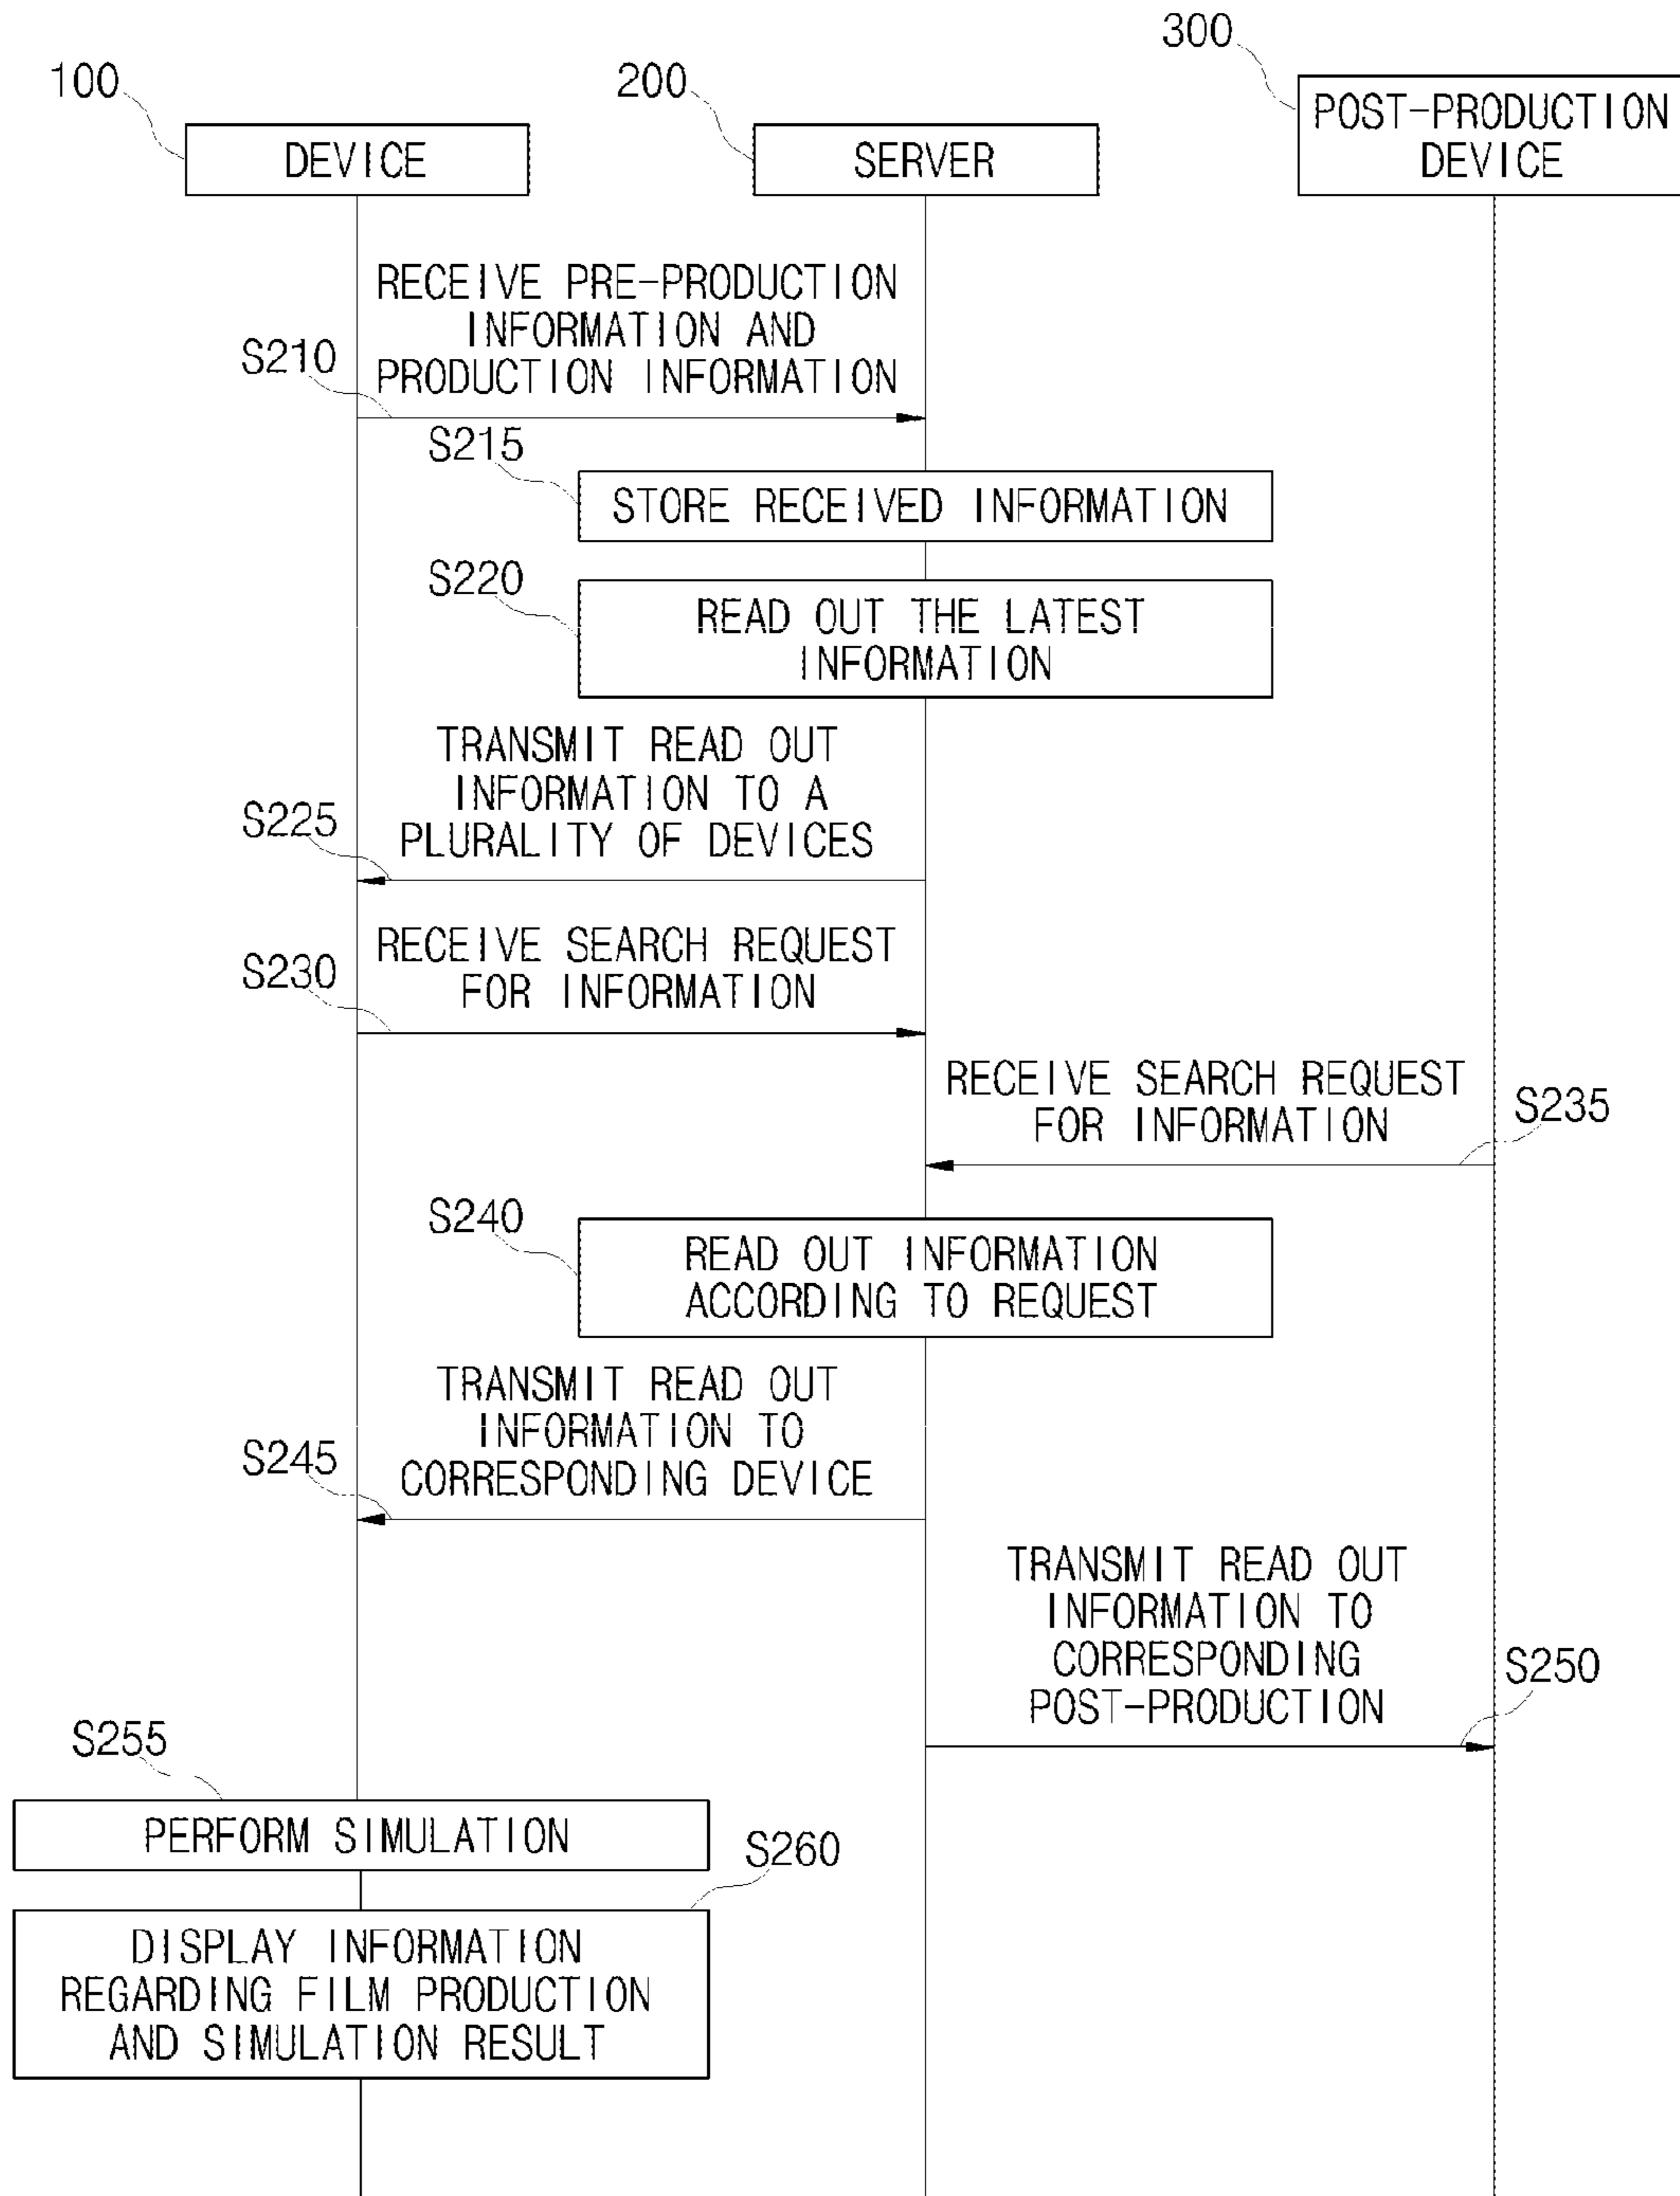 300
100
200
POST-PRODUCTION
DEVICE
DEVICE
SERVER
RECEIVE PRE-PRODUCTION
INFORMATION AND
PRODUCTION INFORMATION
S210
S215
STORE RECEIVED INFORMATION
S220
READ OUT THE LATEST
INFORMATION
TRANSMIT READ OUT
INFORMATION TO A
PLURALITY OF DEVICES
S225
RECEIVE SEARCH REQUEST
FOR INFORMATION
S230
RECEIVE SEARCH REQUEST
FOR INFORMATION
S235
S240
READ OUT INFORMATION
ACCORDING TO REQUEST
TRANSMIT READ OUT
INFORMATION TO
CORRESPONDING DEVICE
S245
TRANSMIT READ OUT
INFORMATION TO
CORRESPONDING
POST-PRODUCTION
S250
S255
PERFORM SIMULATION
S260
DISPLAY INFORMATION
REGARDING FILM PRODUCTION
AND SIMULATION RESULT